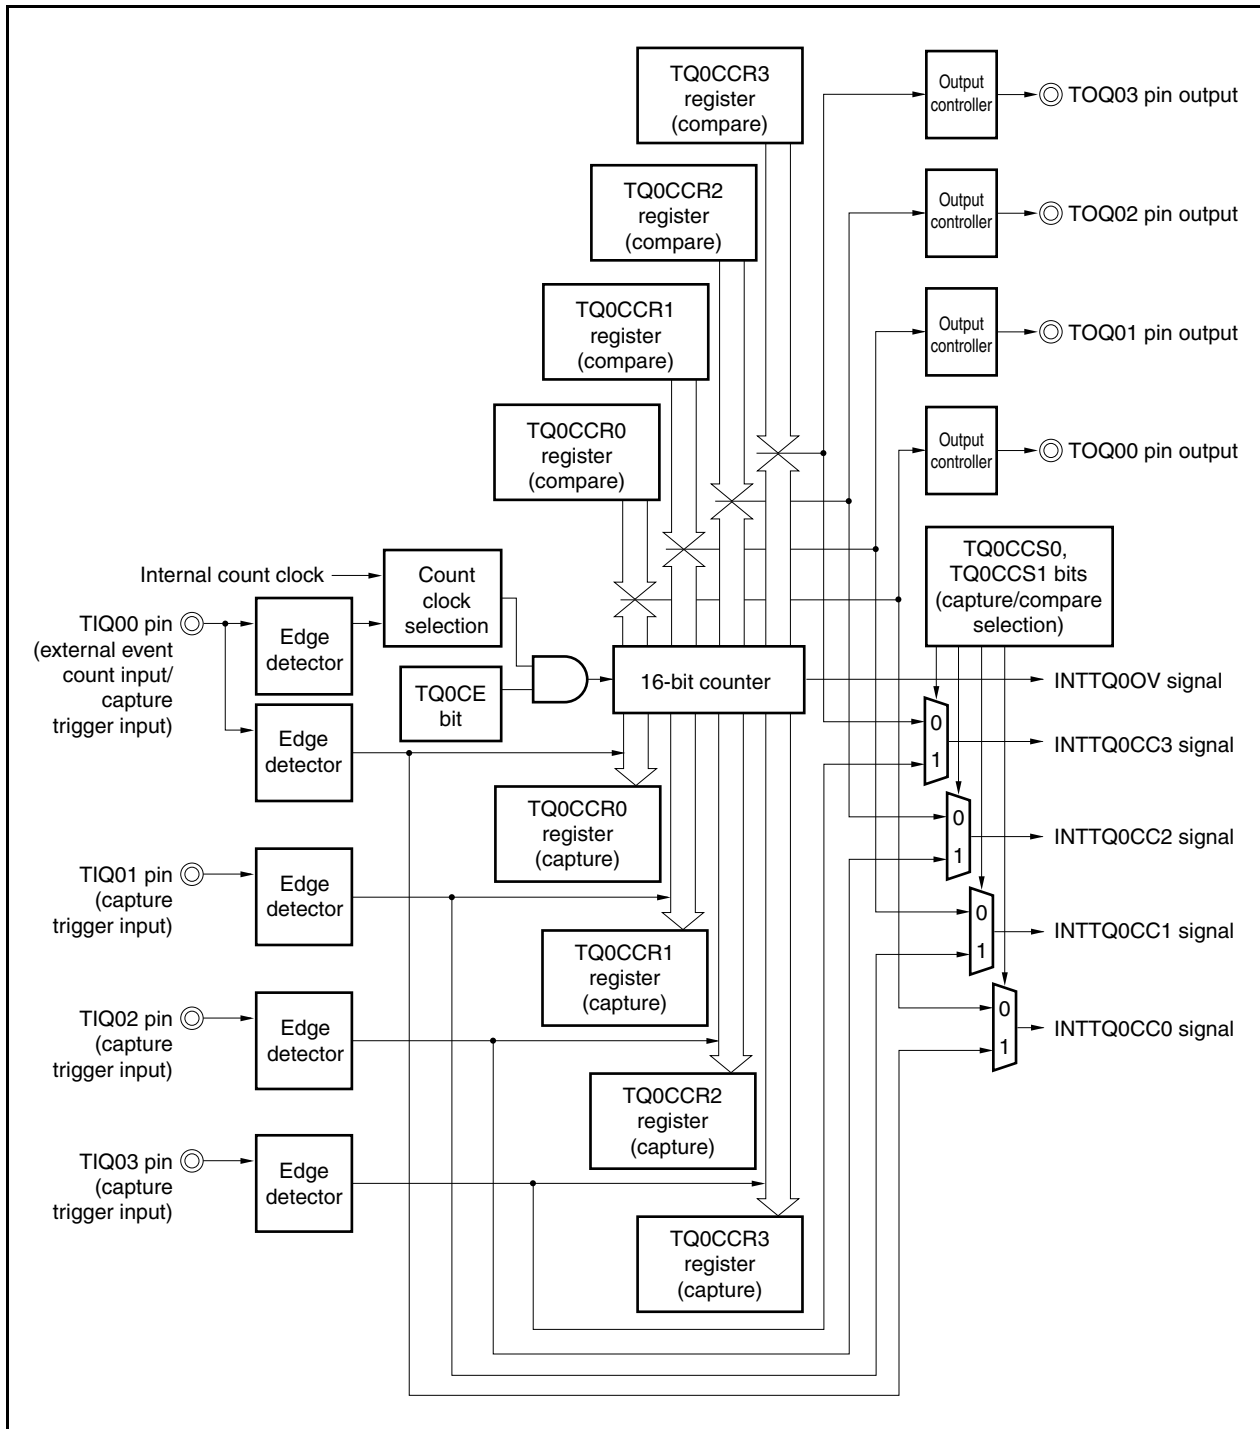 TQ0CCR3
register
(compare)
Output
controller
TOQ03 pin output
TQ0CCR2
register
(compare)
Output
controller
TOQ02 pin output
TQ0CCR1
register
(compare)
Output
controller
TOQ01 pin output
TQ0CCR0
register
(compare)
Output
controller
TOQ00 pin output
TQ0CCS0,
TQ0CCS1 bits
(capture/compare
selection)
Internal count clock
Count
clock
selection
TIQ00 pin
(external event
count input/
capture
trigger input)
Edge
detector
TQ0CE
bit
16-bit counter
INTTQ0OV signal
Edge
detector
0
1
INTTQ0CC3 signal
TQ0CCR0
register
(capture)
0
1
INTTQ0CC2 signal
TIQ01 pin
(capture
trigger input)
Edge
detector
0
1
INTTQ0CC1 signal
TQ0CCR1
register
(capture)
TIQ02 pin
(capture
trigger input)
Edge
detector
0
1
INTTQ0CC0 signal
TQ0CCR2
register
(capture)
TIQ03 pin
(capture
trigger input)
Edge
detector
TQ0CCR3
register
(capture)